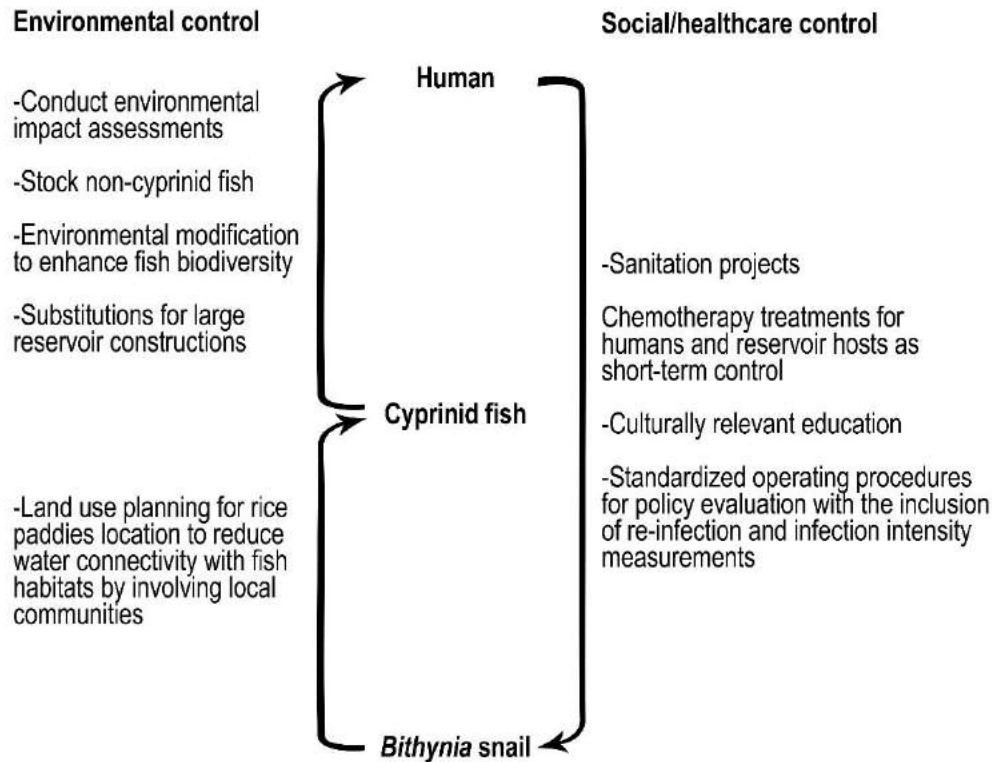 Environmental control
-Conduct environmental
impact assessments
-Stock non-cyprinid fish
-Environmental modification
to enhance fish biodiversity
-Substitutions for large
reservoir constructions
-Land use planning for rice
paddies location to reduce
water connectivity with fish
habitats by involving local
communities
Human
Cyprinid fish
Bithynia snail
Social/healthcare control
-Sanitation projects
Chemotherapy treatments for
humans and reservoir hosts as
short-term control
-Culturally relevant education
-Standardized operating procedures
for policy evaluation with the inclusion
of re-infection and infection intensity
measurements